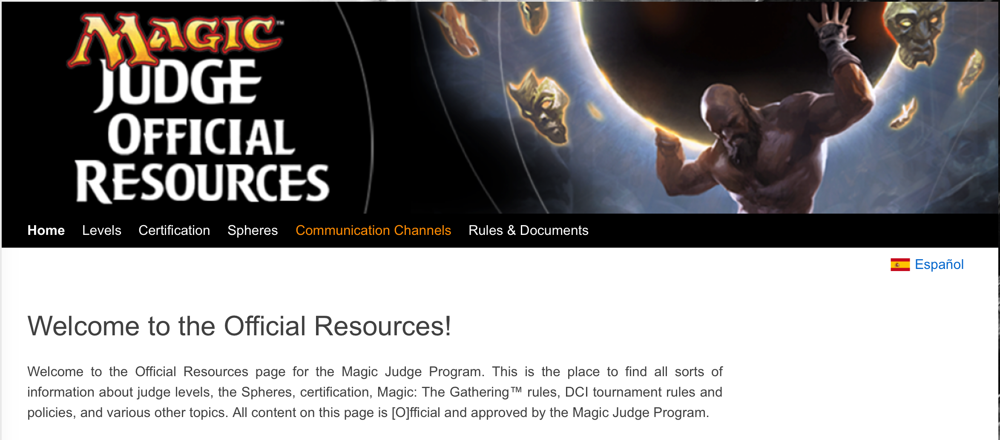 MAGIC™
JUDGE
OFFICIAL
RESOURCES
Home Levels Certification Spheres Communication Channels Rules & Documents
Español
Welcome to the Official Resources!
Welcome to the Official Resources page for the Magic Judge Program. This is the place to find all sorts of
information about judge levels, the Spheres, certification, Magic: The Gathering™ rules, DCI tournament rules and
policies, and various other topics. All content on this page is [O]fficial and approved by the Magic Judge Program.